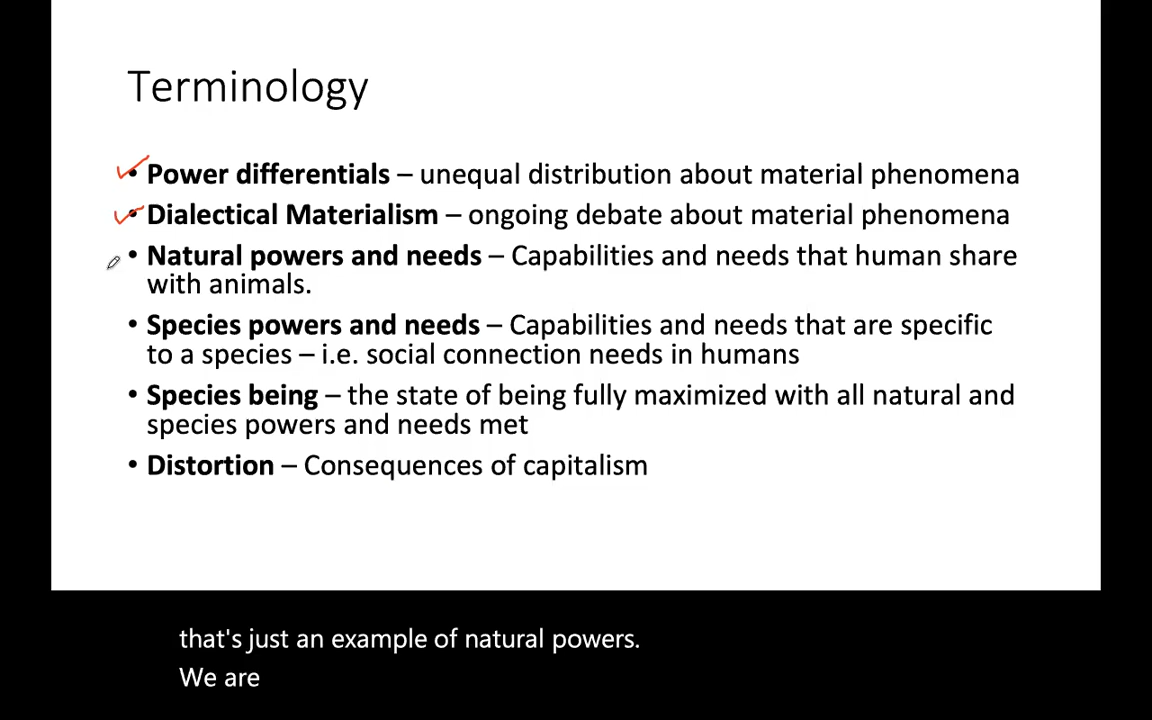 Terminology
• Power differentials – unequal distribution about material phenomena
• Dialectical Materialism – ongoing debate about material phenomena
• Natural powers and needs – Capabilities and needs that human share
with animals.
• Species powers and needs – Capabilities and needs that are specific
to a species – i.e. social connection needs in humans
• Species being – the state of being fully maximized with all natural and
species powers and needs met
• Distortion – Consequences of capitalism
that's just an example of natural powers.
We are